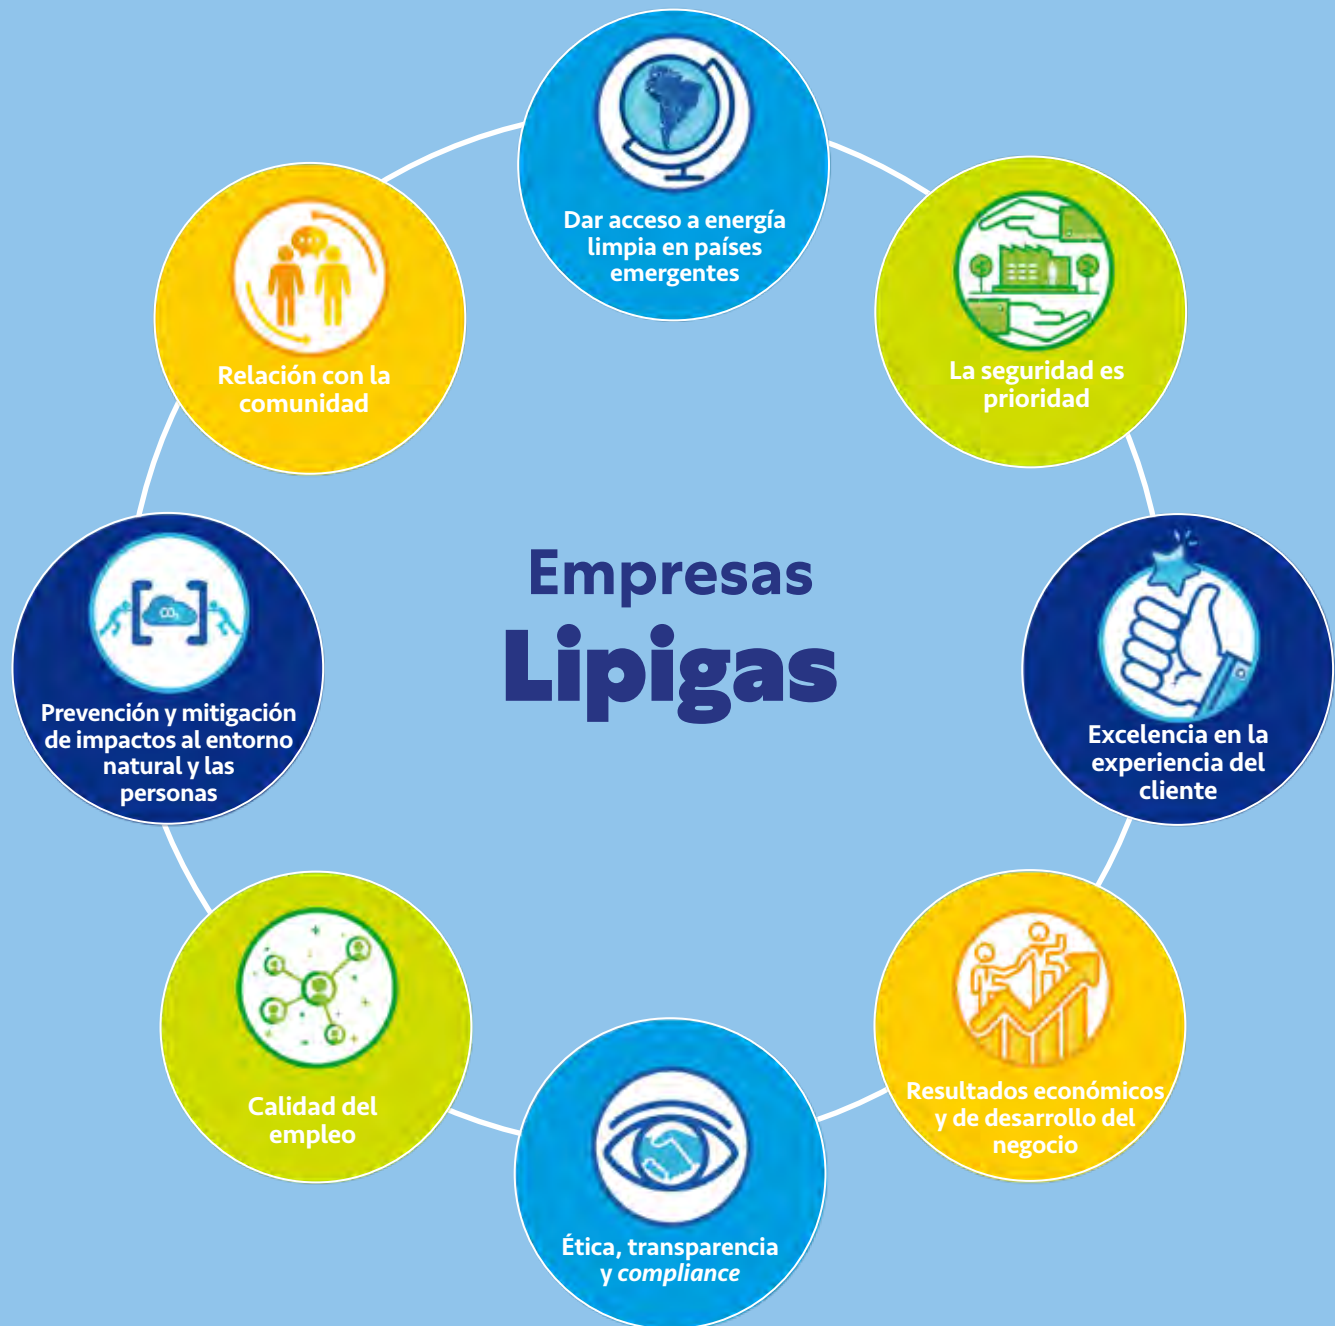 Dar acceso a energía
limpia en países
emergentes
La seguridad es
prioridad
Excelencia en la
experiencia del
cliente
Resultados económicos
y de desarrollo del
negocio
Ética, transparencia
y compliance
Calidad del
empleo
Prevención y mitigación
de impactos al entorno
natural y las
personas
CO₂
Relación con la
comunidad
Empresas
Lipigas